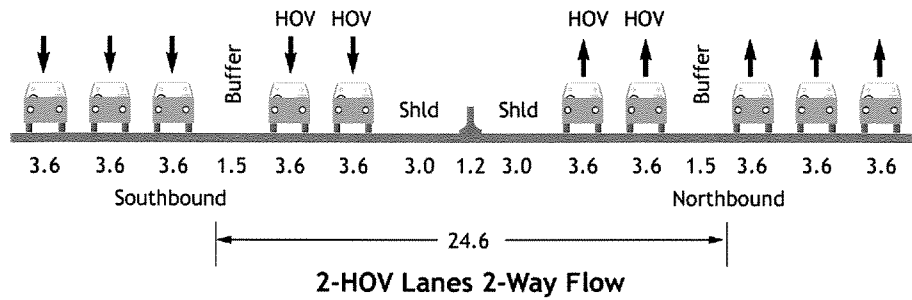 HOV HOV HOV HOV
Buffer Shld Shld Buffer
3.6 3.6 3.6 1.5 3.6 3.6 3.0 1.2 3.0 3.6 3.6 1.5 3.6 3.6 3.6
Southbound Northbound
24.6
2-HOV Lanes 2-Way Flow